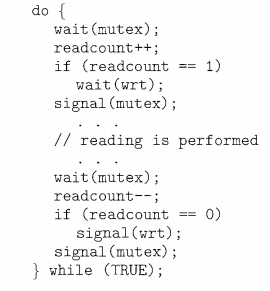 do {
wait(mutex);
readcount++;
if (readcount == 1)
wait(wrt);
signal(mutex);
. . .
// reading is performed
. . .
wait(mutex);
readcount--;
if (readcount == 0)
signal(wrt);
signal(mutex);
} while (TRUE);